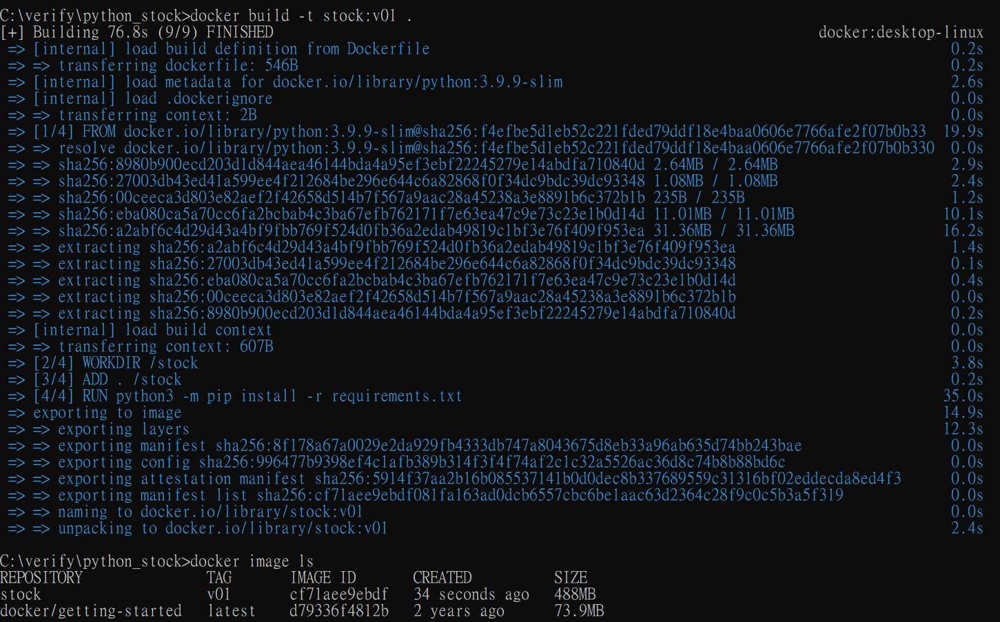 C:\verify\python_stock>docker build -t stock:v01 .
[+] Building 76.8s (9/9) FINISHED docker:desktop-linux
=> [internal] load build definition from Dockerfile 0.2s
=> => transferring dockerfile: 546B 0.2s
=> [internal] load metadata for docker.io/library/python:3.9.9-slim 2.6s
=> [internal] load .dockerignore 0.0s
=> => transferring context: 2B 0.0s
=> [1/4] FROM docker.io/library/python:3.9.9-slim@sha256:f4efbe5d1eb52c221fded79ddf18e4baa0606e7766afe2f07b0b33 19.9s
=> => resolve docker.io/library/python:3.9.9-slim@sha256:f4efbe5d1eb52c221fded79ddf18e4baa0606e7766afe2f07b0b330 0.0s
=> => sha256:8980b900ecd203d1d844aea46144bda4a95ef3ebf22245279e14abdfa710840d 2.64MB / 2.64MB 2.9s
=> => sha256:27003db43ed41a599ee4f212684be296e644c6a82868f0f34dc9bdc39dc93348 1.08MB / 1.08MB 2.4s
=> => sha256:00ceeca3d803e82aef2f42658d514b7f567a9aac28a45238a3e8891b6c372b1b 235B / 235B 1.2s
=> => sha256:eba080ca5a70cc6fa2bcbab4c3ba67efb762171f7e63ea47c9e73c23e1b0d14d 11.01MB / 11.01MB 10.1s
=> => sha256:a2abf6c4d29d43a4bf9fbb769f524d0fb36a2edab49819c1bf3e76f409f953ea 31.36MB / 31.36MB 16.2s
=> => extracting sha256:a2abf6c4d29d43a4bf9fbb769f524d0fb36a2edab49819c1bf3e76f409f953ea 1.4s
=> => extracting sha256:27003db43ed41a599ee4f212684be296e644c6a82868f0f34dc9bdc39dc93348 0.1s
=> => extracting sha256:eba080ca5a70cc6fa2bcbab4c3ba67efb762171f7e63ea47c9e73c23e1b0d14d 0.4s
=> => extracting sha256:00ceeca3d803e82aef2f42658d514b7f567a9aac28a45238a3e8891b6c372b1b 0.0s
=> => extracting sha256:8980b900ecd203d1d844aea46144bda4a95ef3ebf22245279e14abdfa710840d 0.2s
=> [internal] load build context 0.0s
=> => transferring context: 607B 0.0s
=> [2/4] WORKDIR /stock 3.8s
=> [3/4] ADD . /stock 0.2s
=> [4/4] RUN python3 -m pip install -r requirements.txt 35.0s
=> exporting to image 14.9s
=> => exporting layers 12.3s
=> => exporting manifest sha256:8f178a67a0029e2da929fb4333db747a8043675d8eb33a96ab635d74bb243bae 0.0s
=> => exporting config sha256:996477b9398ef4c1afb389b314f3f4f74af2c1c32a5526ac36d8c74b8b88bd6c 0.0s
=> => exporting attestation manifest sha256:5914f37aa2b16b085537141b0d0dec8b337689559c31316bf02eddecda8ed4f3 0.0s
=> => exporting manifest list sha256:cf71aee9ebdf081fa163ad0dcb6557cbc6be1aac63d2364c28f9c0c5b3a5f319 0.0s
=> => naming to docker.io/library/stock:v01 0.0s
=> => unpacking to docker.io/library/stock:v01 2.4s
C:\verify\python_stock>docker image ls
REPOSITORY TAG IMAGE ID CREATED SIZE
stock v01 cf71aee9ebdf 34 seconds ago 488MB
docker/getting-started latest d79336f4812b 2 years ago 73.9MB